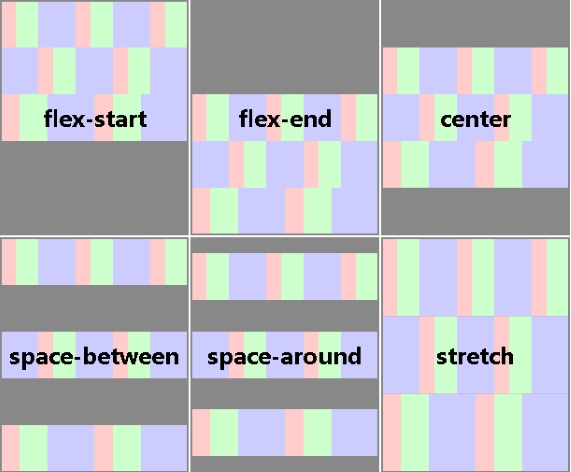 flex-start
flex-end
center
space-between
space-around
stretch